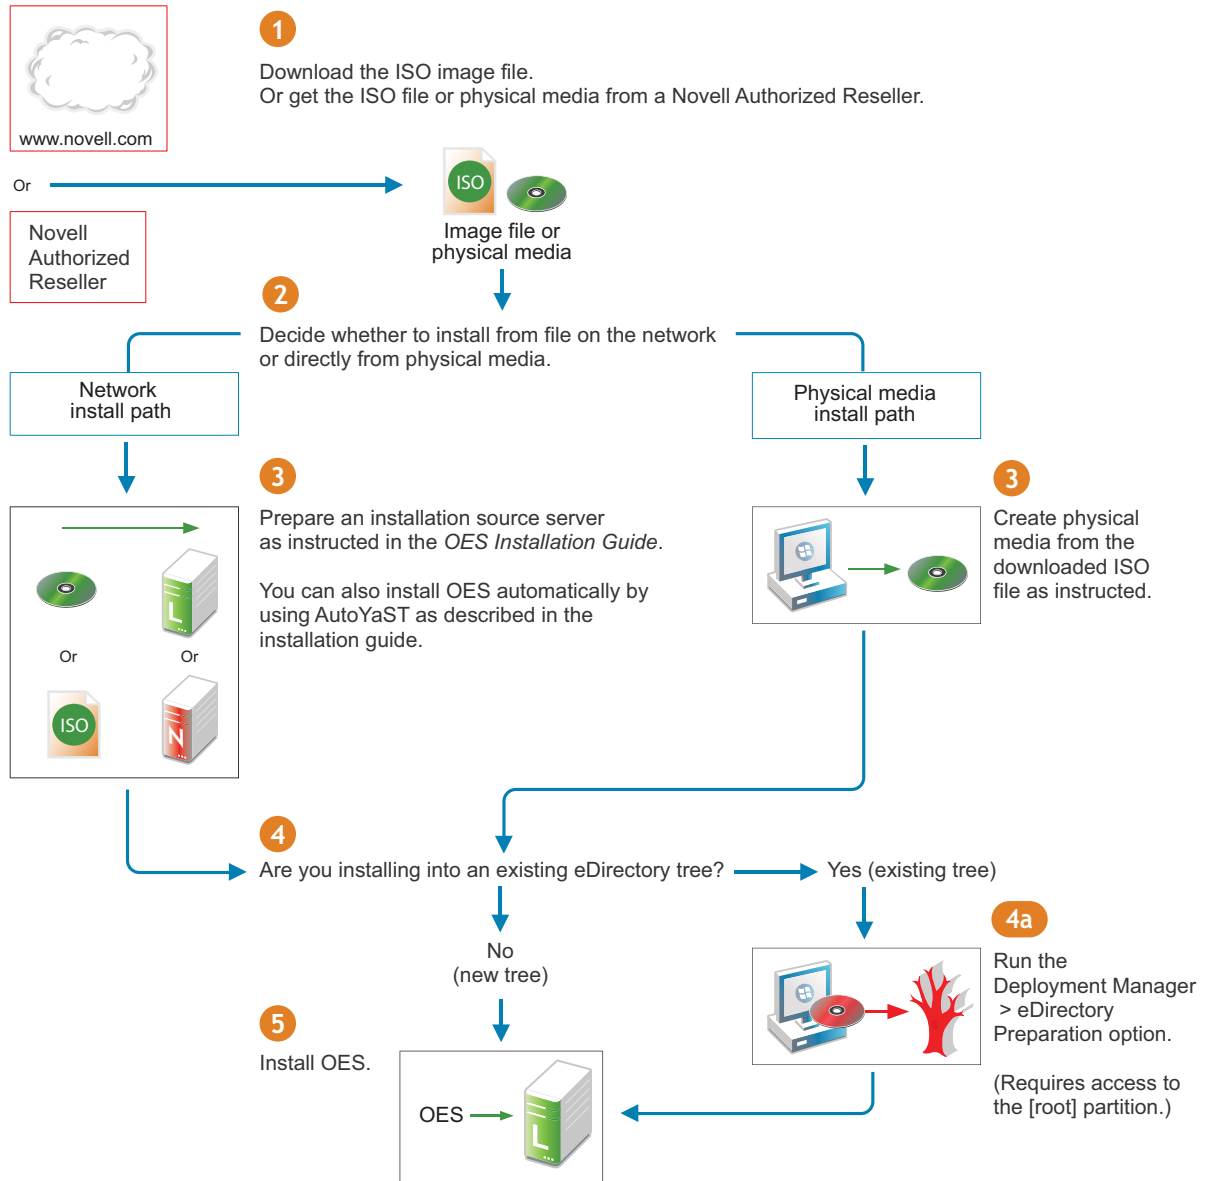 www.novell.com
Or
Novell
Authorized
Reseller
1
Download the ISO image file.
Or get the ISO file or physical media from a Novell Authorized Reseller.
ISO
Image file or
physical media
2
Decide whether to install from file on the network
or directly from physical media.
Network
install path
Physical media
install path
3
Prepare an installation source server
as instructed in the OES Installation Guide.
You can also install OES automatically by
using AutoYaST as described in the
installation guide.
L
Or
Or
ISO
N
3
Create physical
media from the
downloaded ISO
file as instructed.
4
Are you installing into an existing eDirectory tree?
Yes (existing tree)
No
(new tree)
4a
Run the
Deployment Manager
> eDirectory
Preparation option.
(Requires access to
the [root] partition.)
5
Install OES.
OES
L